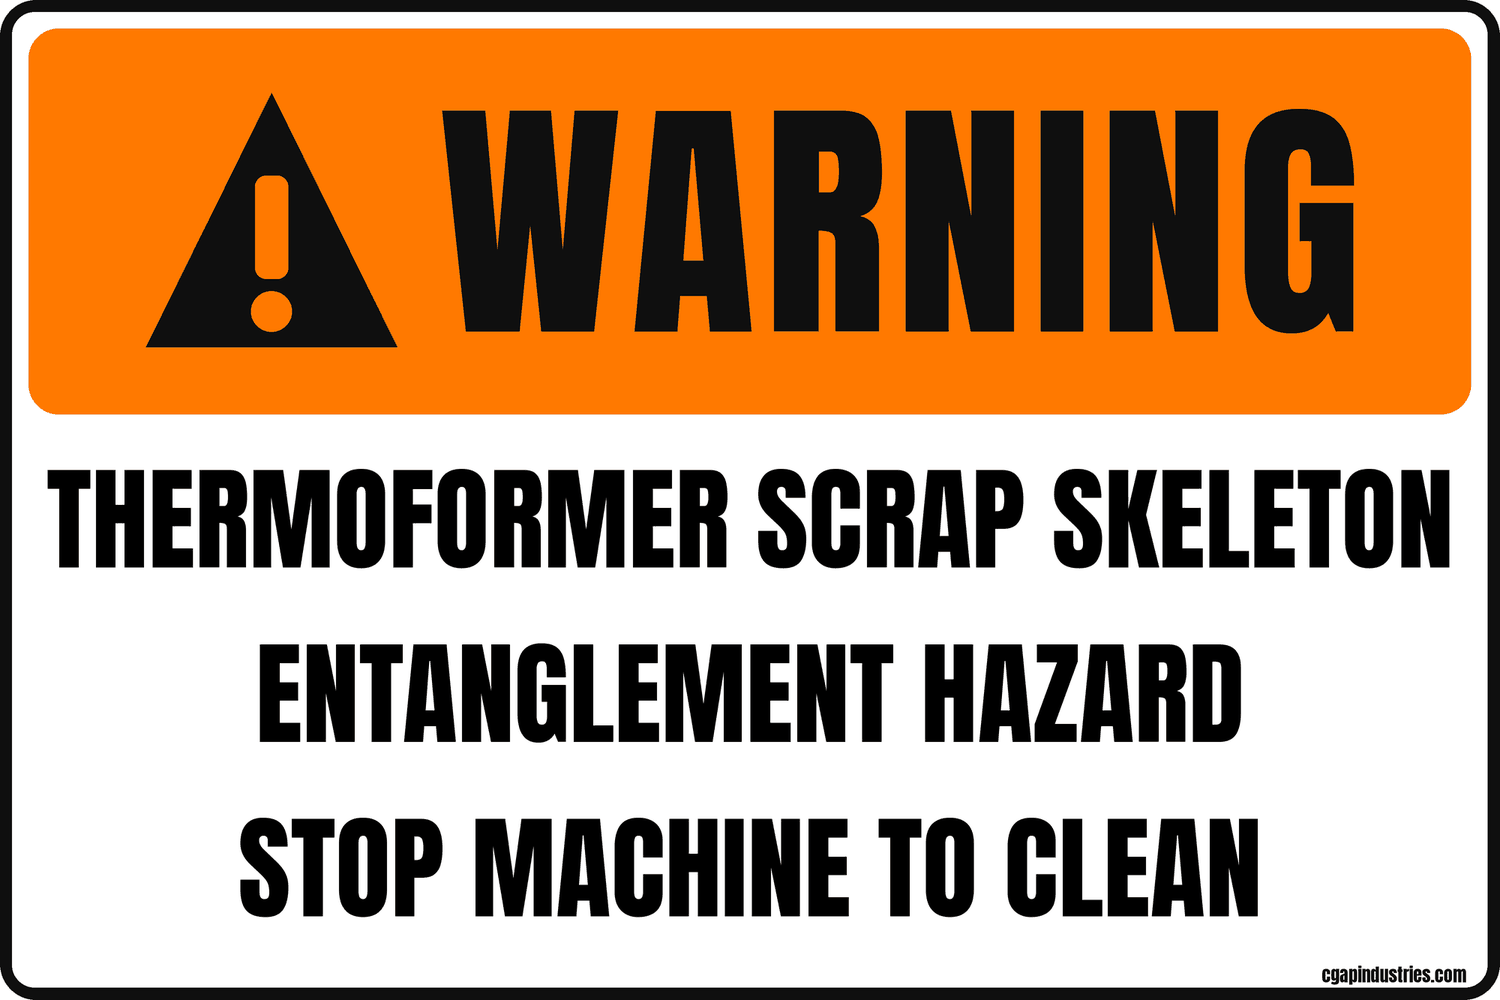 WARNING
THERMOFORMER SCRAP SKELETON
ENTANGLEMENT HAZARD
STOP MACHINE TO CLEAN
cgapindustries.com